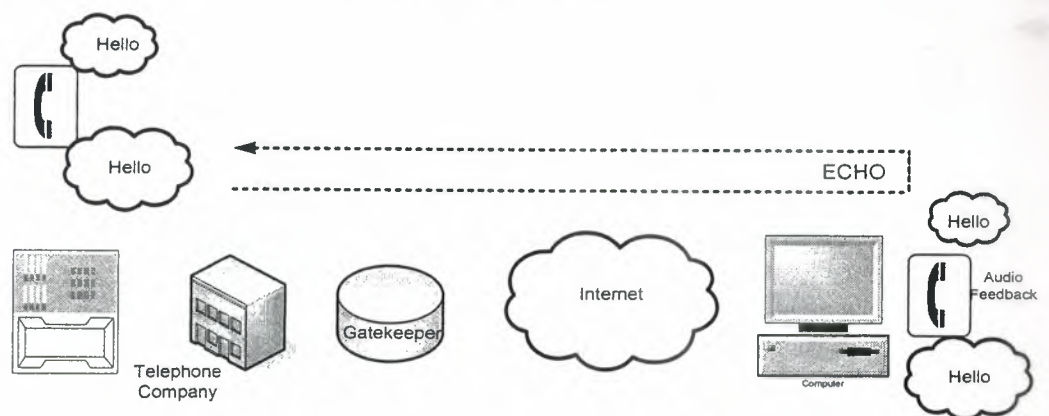 Hello
Hello
ECHO
Hello
Internet
Audio
Feedback
Gatekeeper
Telephone
Company
Computer
Hello